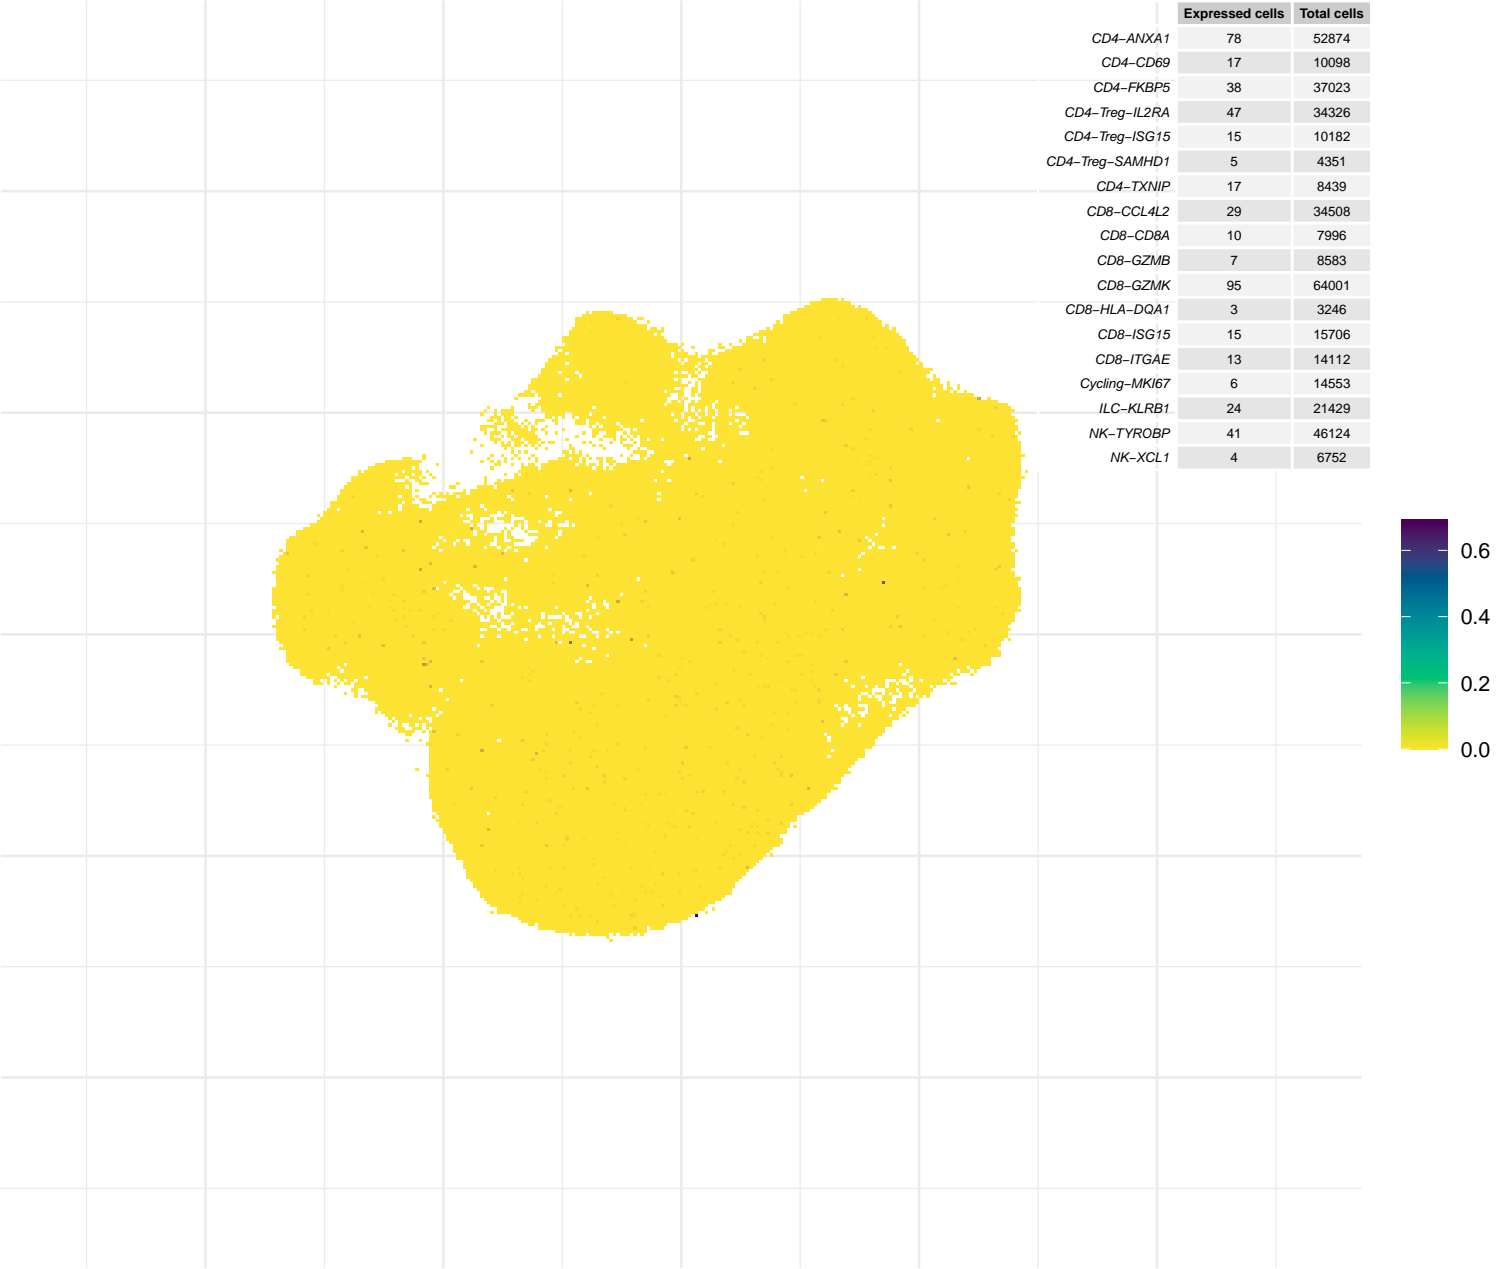 Expressed cells Total cells
CD4−ANXA1 78 52874
CD4−CD69 17 10098
CD4−FKBP5 38 37023
CD4−Treg−IL2RA 47 34326
CD4−Treg−ISG15 15 10182
CD4−Treg−SAMHD1 5 4351
CD4−TXNIP 17 8439
CD8−CCL4L2 29 34508
CD8−CD8A 10 7996
CD8−GZMB 7 8583
CD8−GZMK 95 64001
CD8−HLA−DQA1 3 3246
CD8−ISG15 15 15706
CD8−ITGAE 13 14112
Cycling−MKI67 6 14553
ILC−KLRB1 24 21429
NK−TYROBP 41 46124
NK−XCL1 4 6752
0.6
0.4
0.2
0.0